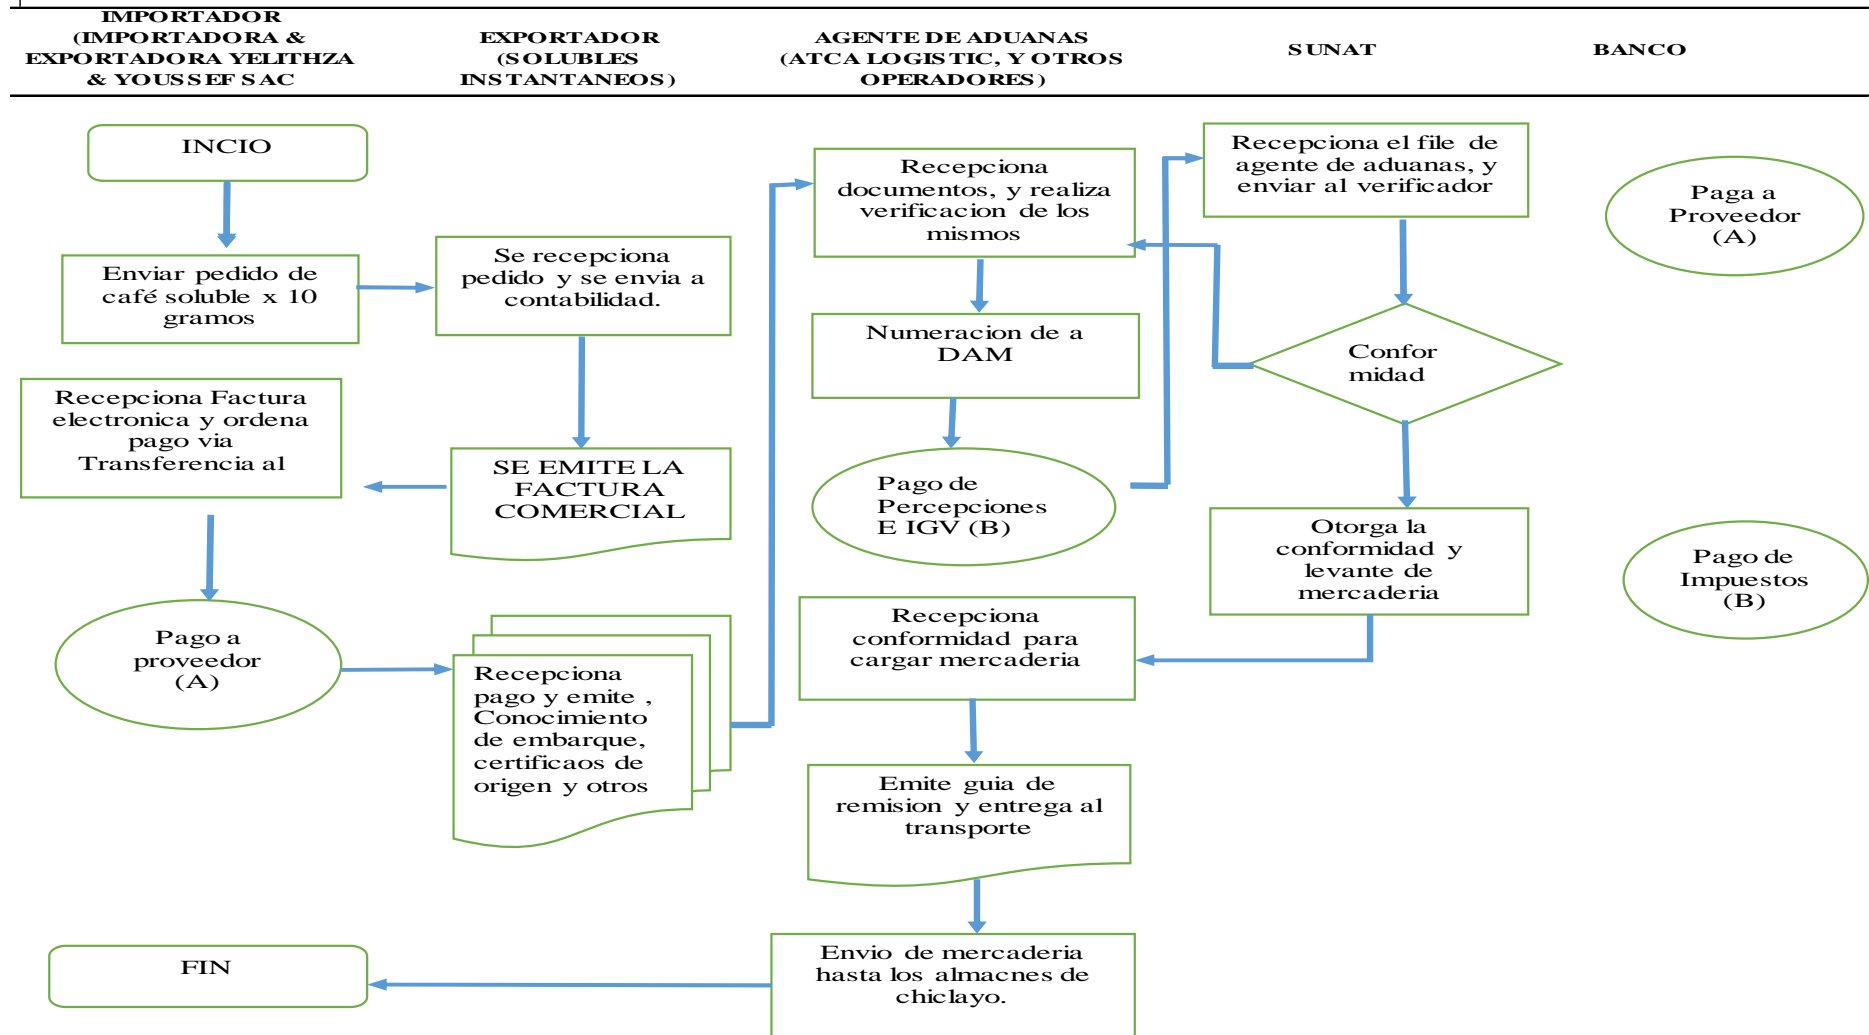 IMPORTADOR
(IMPORTADORA &
EXPORTADORA YELITHZA
& YOUSSEF SAC
EXPORTADOR
(SOLUBLES
INSTANTANEOS)
AGENTE DE ADUANAS
(ATCA LOGISTIC, Y OTROS
OPERADORES)
SUNAT
BANCO
INCIO
Enviar pedido de
café soluble x 10
gramos
Recepciona Factura
electronica y ordena
pago via
Transferencia al
Pago a
proveedor
(A)
FIN
Se recepciona
pedido y se envia a
contabilidad.
SE EMITE LA
FACTURA
COMERCIAL
Recepciona
pago y emite ,
Conocimiento
de embarque,
certificaos de
origen y otros
Recepciona
documentos, y realiza
verificacion de los
mismos
Numeracion de a
DAM
Pago de
Percepciones
E IGV (B)
Recepciona
conformidad para
cargar mercaderia
Emite guia de
remision y entrega al
transporte
Envio de mercaderia
hasta los almacnes de
chiclayo.
Recepciona el file de
agente de aduanas, y
enviar al verificador
Confor
midad
Otorga la
conformidad y
levante de
mercaderia
Paga a
Proveedor
(A)
Pago de
Impuestos
(B)